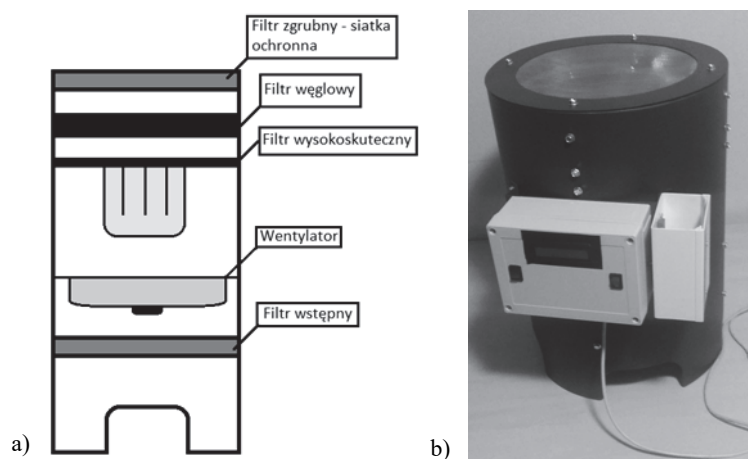 Filtr zgrubny - siatka
ochronna
Filtr węglowy
Filtr wysokoskuteczny
Wentylator
Filtr wstępny
a)
b)